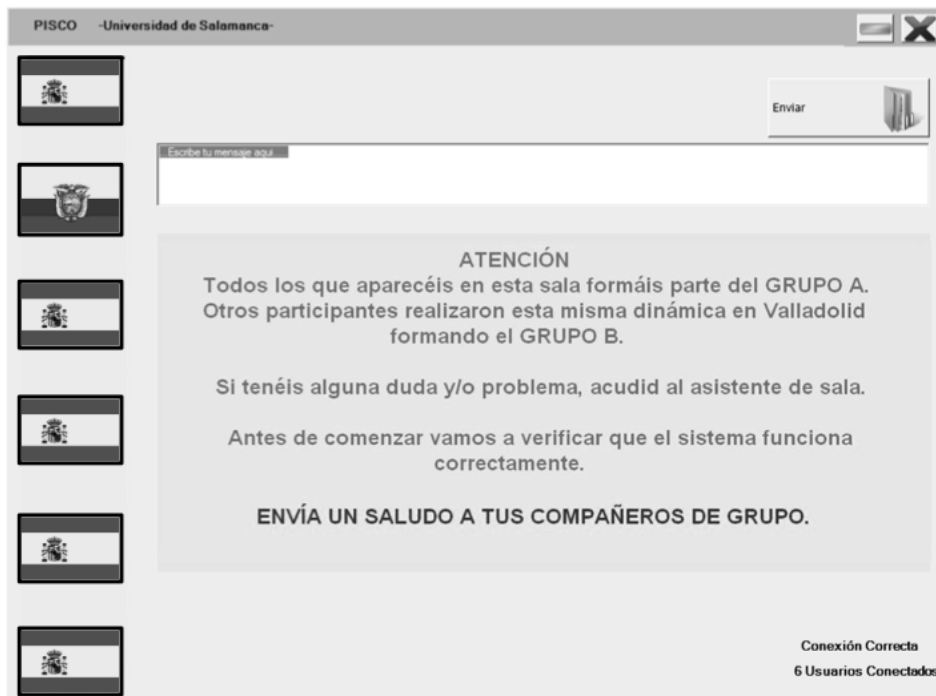 PISCO -Universidad de Salamanca-
Enviar
Escribe tu mensaje aqui
ATENCIÓN
Todos los que aparecéis en esta sala formáis parte del GRUPO A.
Otros participantes realizaron esta misma dinámica en Valladolid
formando el GRUPO B.
Si tenéis alguna duda y/o problema, acudid al asistente de sala.
Antes de comenzar vamos a verificar que el sistema funciona
correctamente.
ENVÍA UN SALUDO A TUS COMPAÑEROS DE GRUPO.
Conexión Correcta
6 Usuarios Conectados